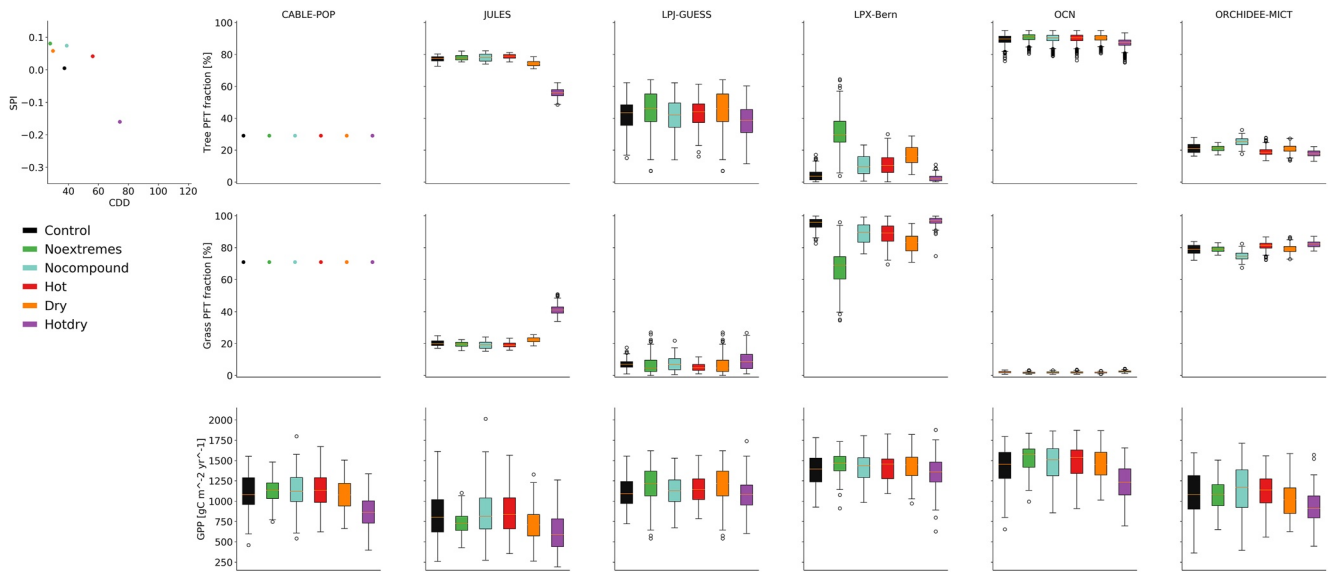 CABLE-POP
JULES
LPJ-GUESS
LPX-Bern
OCN
ORCHIDEE-MICT
SPI
0.1
0.0
−0.1
−0.2
−0.3
40
60
80
100
120
CDD
Tree PFT fraction [%]
100
80
60
40
20
0
Control
Noextremes
Nocompound
Hot
Dry
Hotdry
Grass PFT fraction [%]
100
80
60
40
20
0
GPP [gC m^-2 yr^-1]
2000
1750
1500
1250
1000
750
500
250